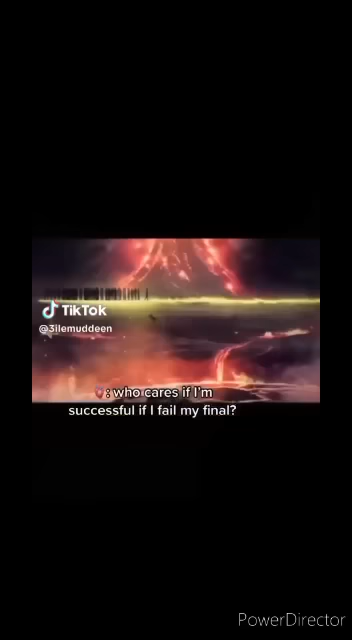 TikTok
@3ilemuddeen
🫀: who cares if I'm
successful if I fail my final?
PowerDirector